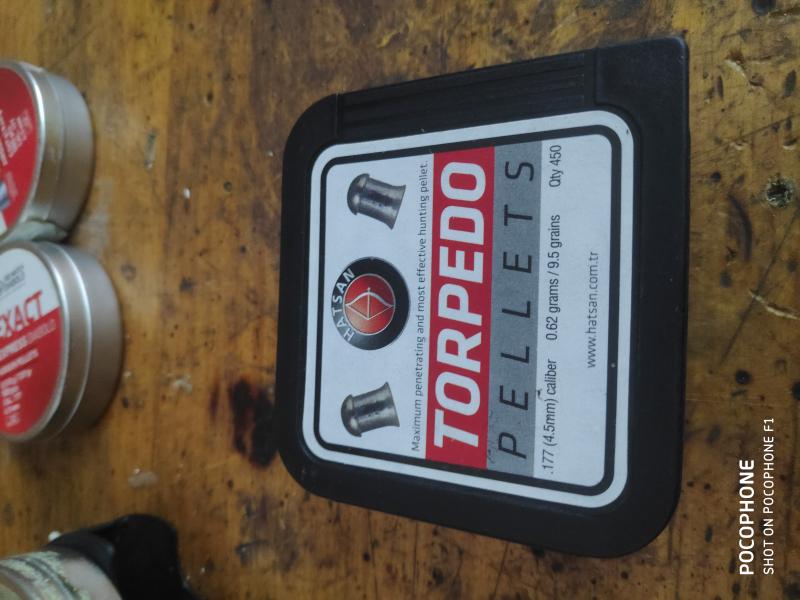 HATSAN
Maximum penetrating and most effective hunting pellet.
TORPEDO
PELLETS
.177 (4.5mm) caliber 0.62 grams / 9.5 grains Qty 450
www.hatsan.com.tr
EXACT
POCOPHONE
SHOT ON POCOPHONE F1